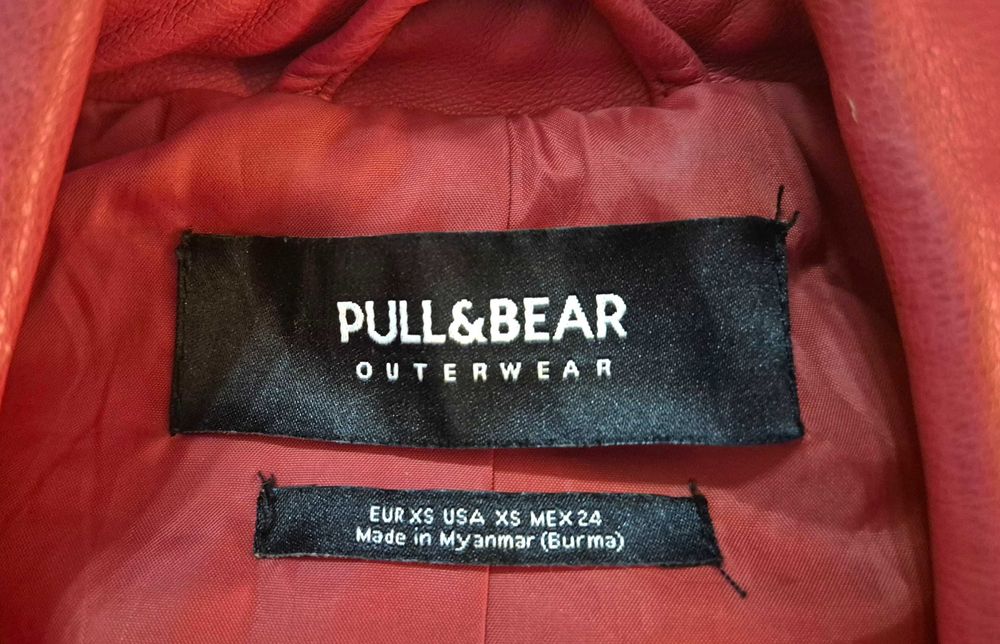 PULL&BEAR
OUTERWEAR
EUR XS USA XS MEX 24
Made in Myanmar (Burma)